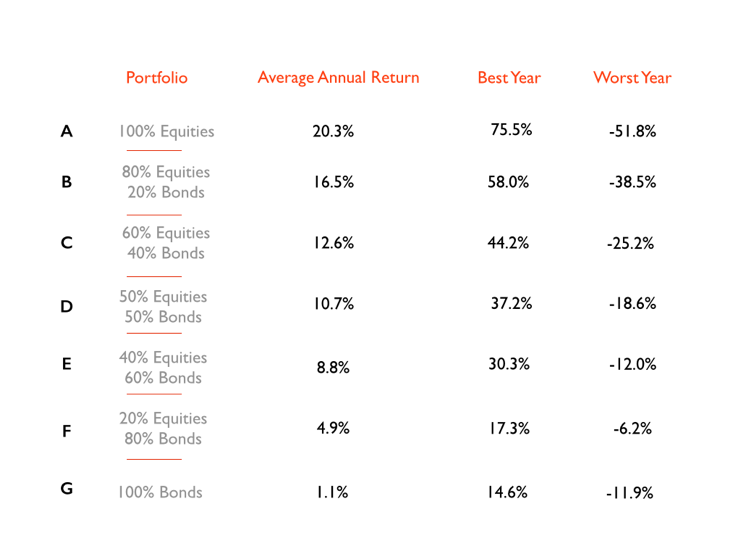 Portfolio Average Annual Return Best Year Worst Year
A 100% Equities 20.3% 75.5% -51.8%
80% Equities
B 16.5% 58.0% -38.5%
20% Bonds
60% Equities
C 12.6% 44.2% -25.2%
40% Bonds
50% Equities
D 10.7% 37.2% -18.6%
50% Bonds
40% Equities
E 8.8% 30.3% -12.0%
60% Bonds
20% Equities
F 4.9% 17.3% -6.2%
80% Bonds
G 100% Bonds 1.1% 14.6% -11.9%